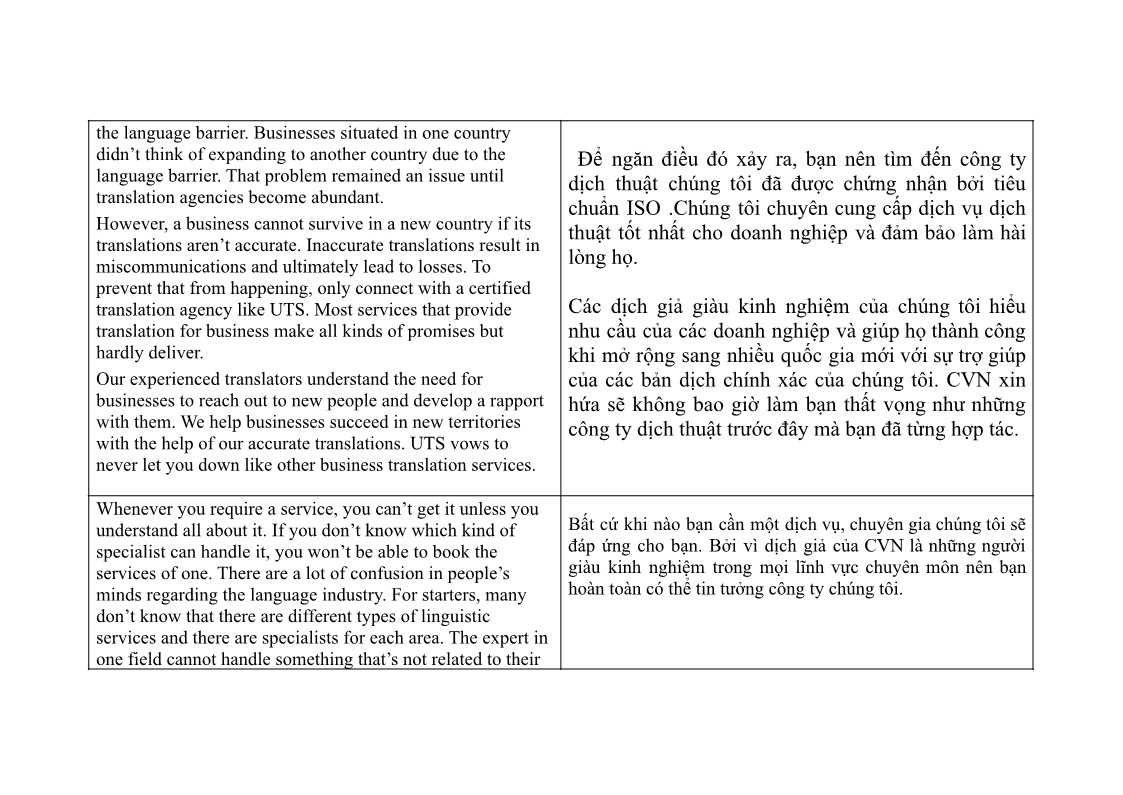 the language barrier. Businesses situated in one country
didn’t think of expanding to another country due to the
language barrier. That problem remained an issue until
translation agencies become abundant.
However, a business cannot survive in a new country if its
translations aren’t accurate. Inaccurate translations result in
miscommunications and ultimately lead to losses. To
prevent that from happening, only connect with a certified
translation agency like UTS. Most services that provide
translation for business make all kinds of promises but
hardly deliver.
Our experienced translators understand the need for
businesses to reach out to new people and develop a rapport
with them. We help businesses succeed in new territories
with the help of our accurate translations. UTS vows to
never let you down like other business translation services.
Để ngăn điều đó xảy ra, bạn nên tìm đến công ty
dịch thuật chúng tôi đã được chứng nhận bởi tiêu
chuẩn ISO .Chúng tôi chuyên cung cấp dịch vụ dịch
thuật tốt nhất cho doanh nghiệp và đảm bảo làm hài
lòng họ.
Các dịch giả giàu kinh nghiệm của chúng tôi hiểu
nhu cầu của các doanh nghiệp và giúp họ thành công
khi mở rộng sang nhiều quốc gia mới với sự trợ giúp
của các bản dịch chính xác của chúng tôi. CVN xin
hứa sẽ không bao giờ làm bạn thất vọng như những
công ty dịch thuật trước đây mà bạn đã từng hợp tác.
Whenever you require a service, you can’t get it unless you
understand all about it. If you don’t know which kind of
specialist can handle it, you won’t be able to book the
services of one. There are a lot of confusion in people’s
minds regarding the language industry. For starters, many
don’t know that there are different types of linguistic
services and there are specialists for each area. The expert in
one field cannot handle something that’s not related to their
Bất cứ khi nào bạn cần một dịch vụ, chuyên gia chúng tôi sẽ
đáp ứng cho bạn. Bởi vì dịch giả của CVN là những người
giàu kinh nghiệm trong mọi lĩnh vực chuyên môn nên bạn
hoàn toàn có thể tin tưởng công ty chúng tôi.